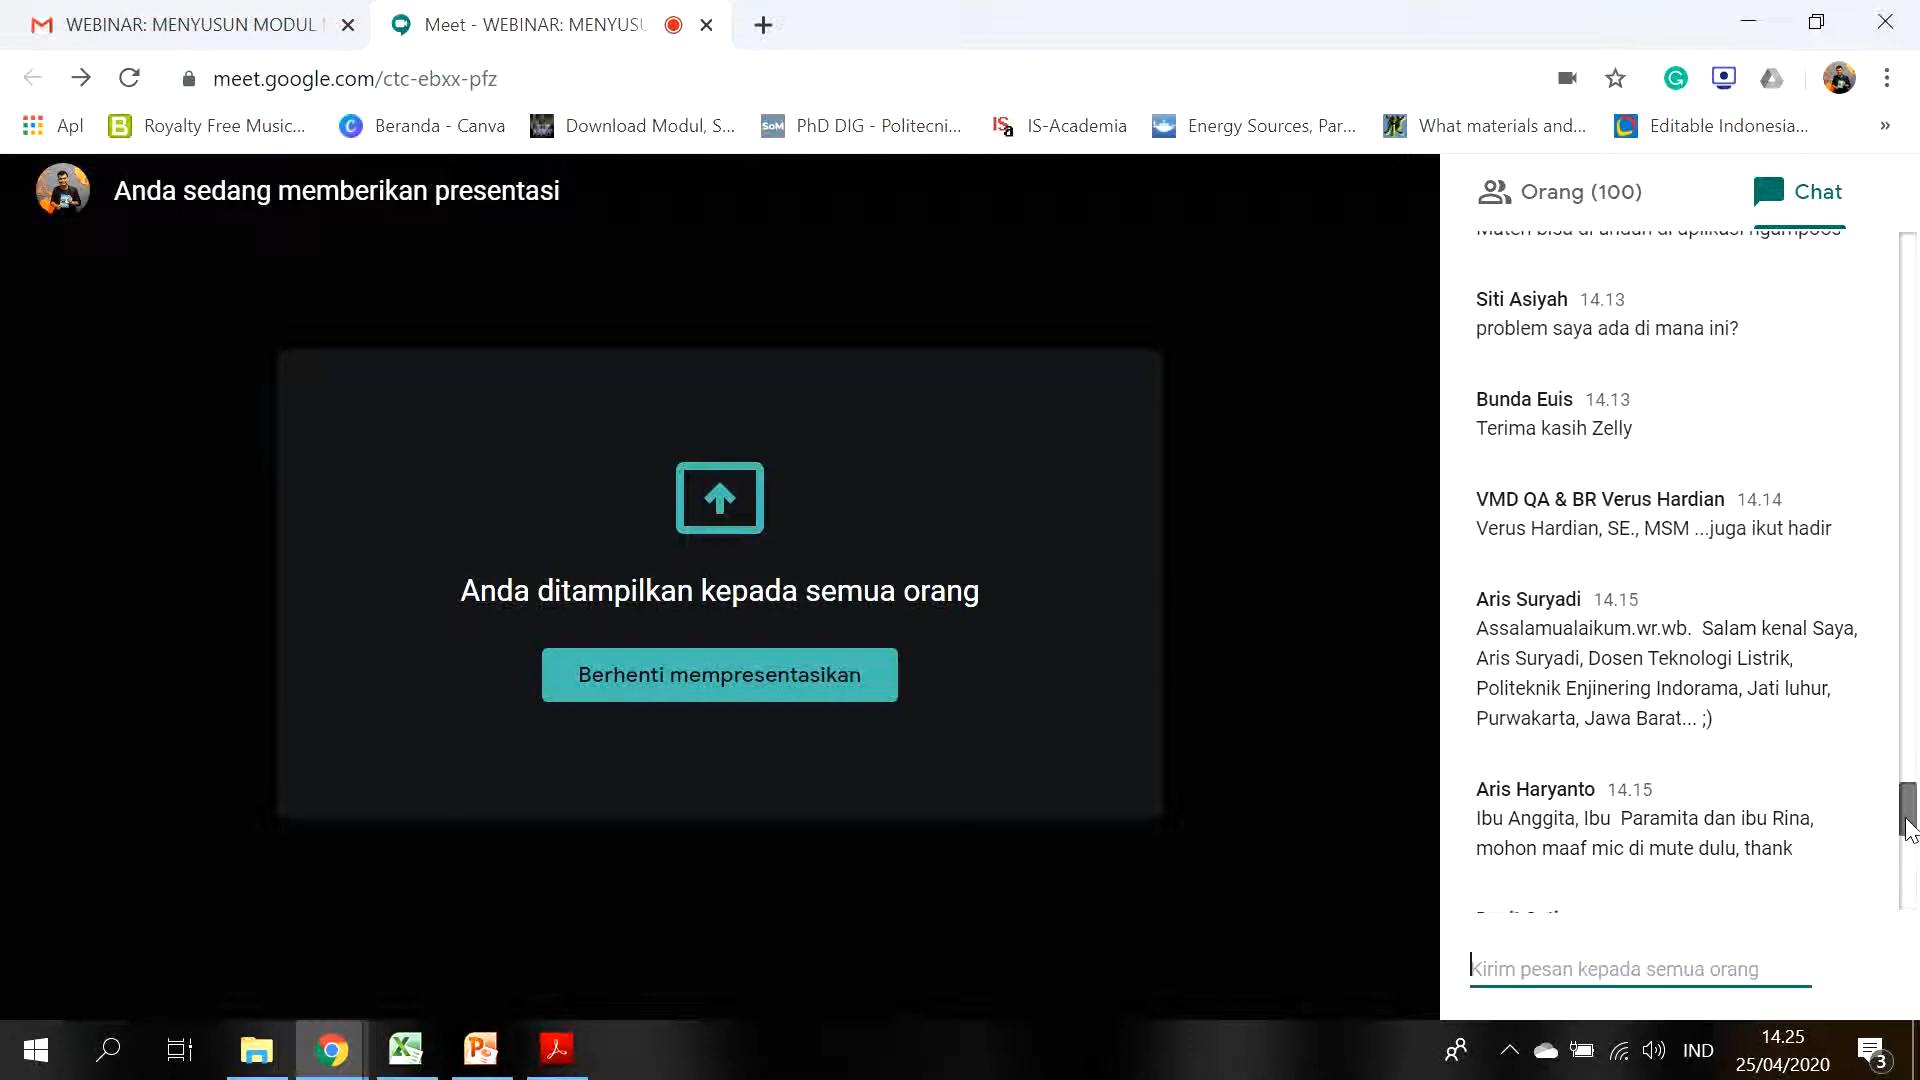 WEBINAR: MENYUSUN MODUL
Meet - WEBINAR: MENYUSU
meet.google.com/ctc-ebxx-pfz
Apl
Royalty Free Music...
Beranda - Canva
Download Modul, S...
SoM
PhD DIG - Politecni...
IS-Academia
Energy Sources, Par...
What materials and...
Editable Indonesia...
»
Anda sedang memberikan presentasi
Orang (100)
Chat
Siti Asiyah 14.13
problem saya ada di mana ini?
Bunda Euis 14.13
Terima kasih Zelly
VMD QA & BR Verus Hardian 14.14
Verus Hardian, SE., MSM ...juga ikut hadir
Aris Suryadi 14.15
Assalamualaikum.wr.wb. Salam kenal Saya,
Aris Suryadi, Dosen Teknologi Listrik,
Politeknik Enjinering Indorama, Jati luhur,
Purwakarta, Jawa Barat... ;)
Aris Haryanto 14.15
Ibu Anggita, Ibu Paramita dan ibu Rina,
mohon maaf mic di mute dulu, thank
Anda ditampilkan kepada semua orang
Berhenti mempresentasikan
Kirim pesan kepada semua orang
IND
14.25
25/04/2020
3